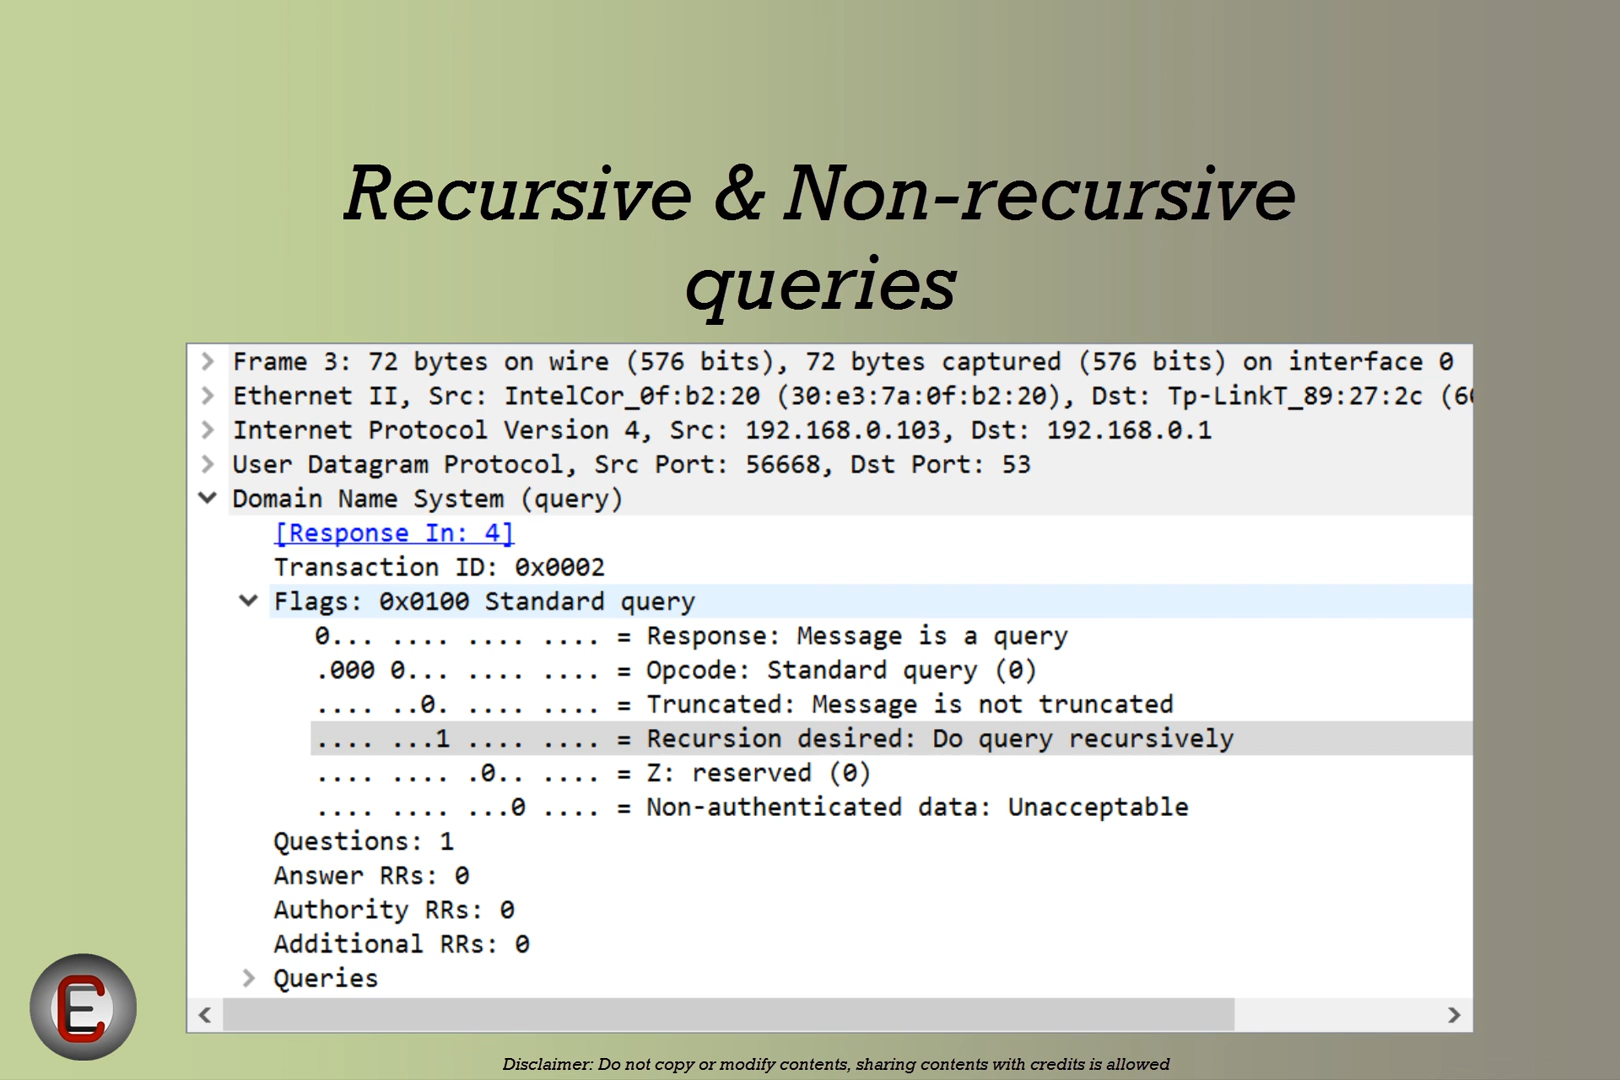 Recursive & Non-recursive
queries
Frame 3: 72 bytes on wire (576 bits), 72 bytes captured (576 bits) on interface 0
Ethernet II, Src: IntelCor_0f:b2:20 (30:e3:7a:0f:b2:20), Dst: Tp-LinkT_89:27:2c (
Internet Protocol Version 4, Src: 192.168.0.103, Dst: 192.168.0.1
User Datagram Protocol, Src Port: 56668, Dst Port: 53
Domain Name System (query)
[Response In: 4]
Transaction ID: 0x0002
Flags: 0x0100 Standard query
0... .... .... .... = Response: Message is a query
.000 0... .... .... = Opcode: Standard query (0)
.... ..0. .... .... = Truncated: Message is not truncated
.... ...1 .... .... = Recursion desired: Do query recursively
.... .... .0.. .... = Z: reserved (0)
.... .... ...0 .... = Non-authenticated data: Unacceptable
Questions: 1
Answer RRs: 0
Authority RRs: 0
Additional RRs: 0
Queries
Disclaimer: Do not copy or modify contents, sharing contents with credits is allowed